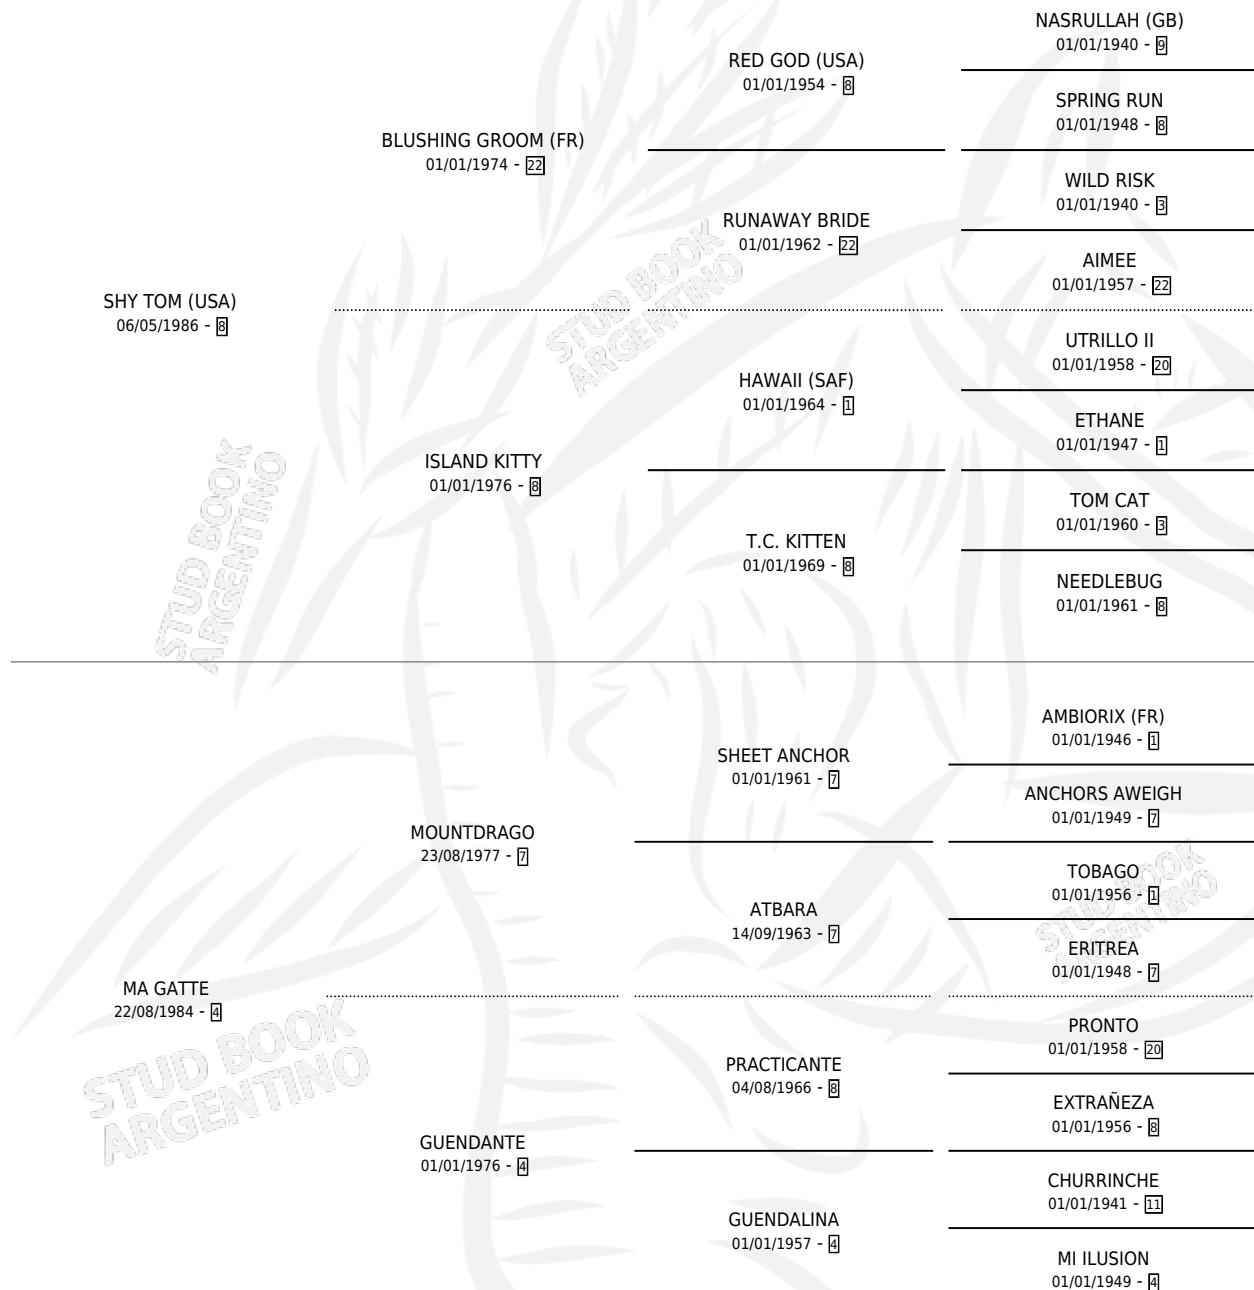 NASRULLAH (GB)
01/01/1940 - 9
RED GOD (USA)
01/01/1954 - 8
SPRING RUN
01/01/1948 - 8
BLUSHING GROOM (FR)
01/01/1974 - 22
WILD RISK
01/01/1940 - 3
RUNAWAY BRIDE
01/01/1962 - 22
AIMEE
01/01/1957 - 22
SHY TOM (USA)
06/05/1986 - 8
STUD BOOK
ARGENTINO
UTRILLO II
01/01/1958 - 20
HAWAII (SAF)
01/01/1964 - 1
ETHANE
01/01/1947 - 1
ISLAND KITTY
01/01/1976 - 8
TOM CAT
01/01/1960 - 3
T.C. KITTEN
01/01/1969 - 8
NEEDLEBUG
01/01/1961 - 8
STUD BOOK
ARGENTINO
AMBIORIX (FR)
01/01/1946 - 1
SHEET ANCHOR
01/01/1961 - 7
ANCHORS AWEIGH
01/01/1949 - 7
MOUNTDRAGO
23/08/1977 - 7
TOBAGO
01/01/1956 - 1
ATBARA
14/09/1963 - 7
STUD BOOK
ARGENTINO
ERITREA
01/01/1948 - 7
MA GATTE
22/08/1984 - 4
STUD BOOK
ARGENTINO
PRONTO
01/01/1958 - 20
PRACTICANTE
04/08/1966 - 8
EXTRAÑEZA
01/01/1956 - 8
GUENDANTE
01/01/1976 - 4
CHURRINCHE
01/01/1941 - 11
GUENDALINA
01/01/1957 - 4
MI ILUSION
01/01/1949 - 4